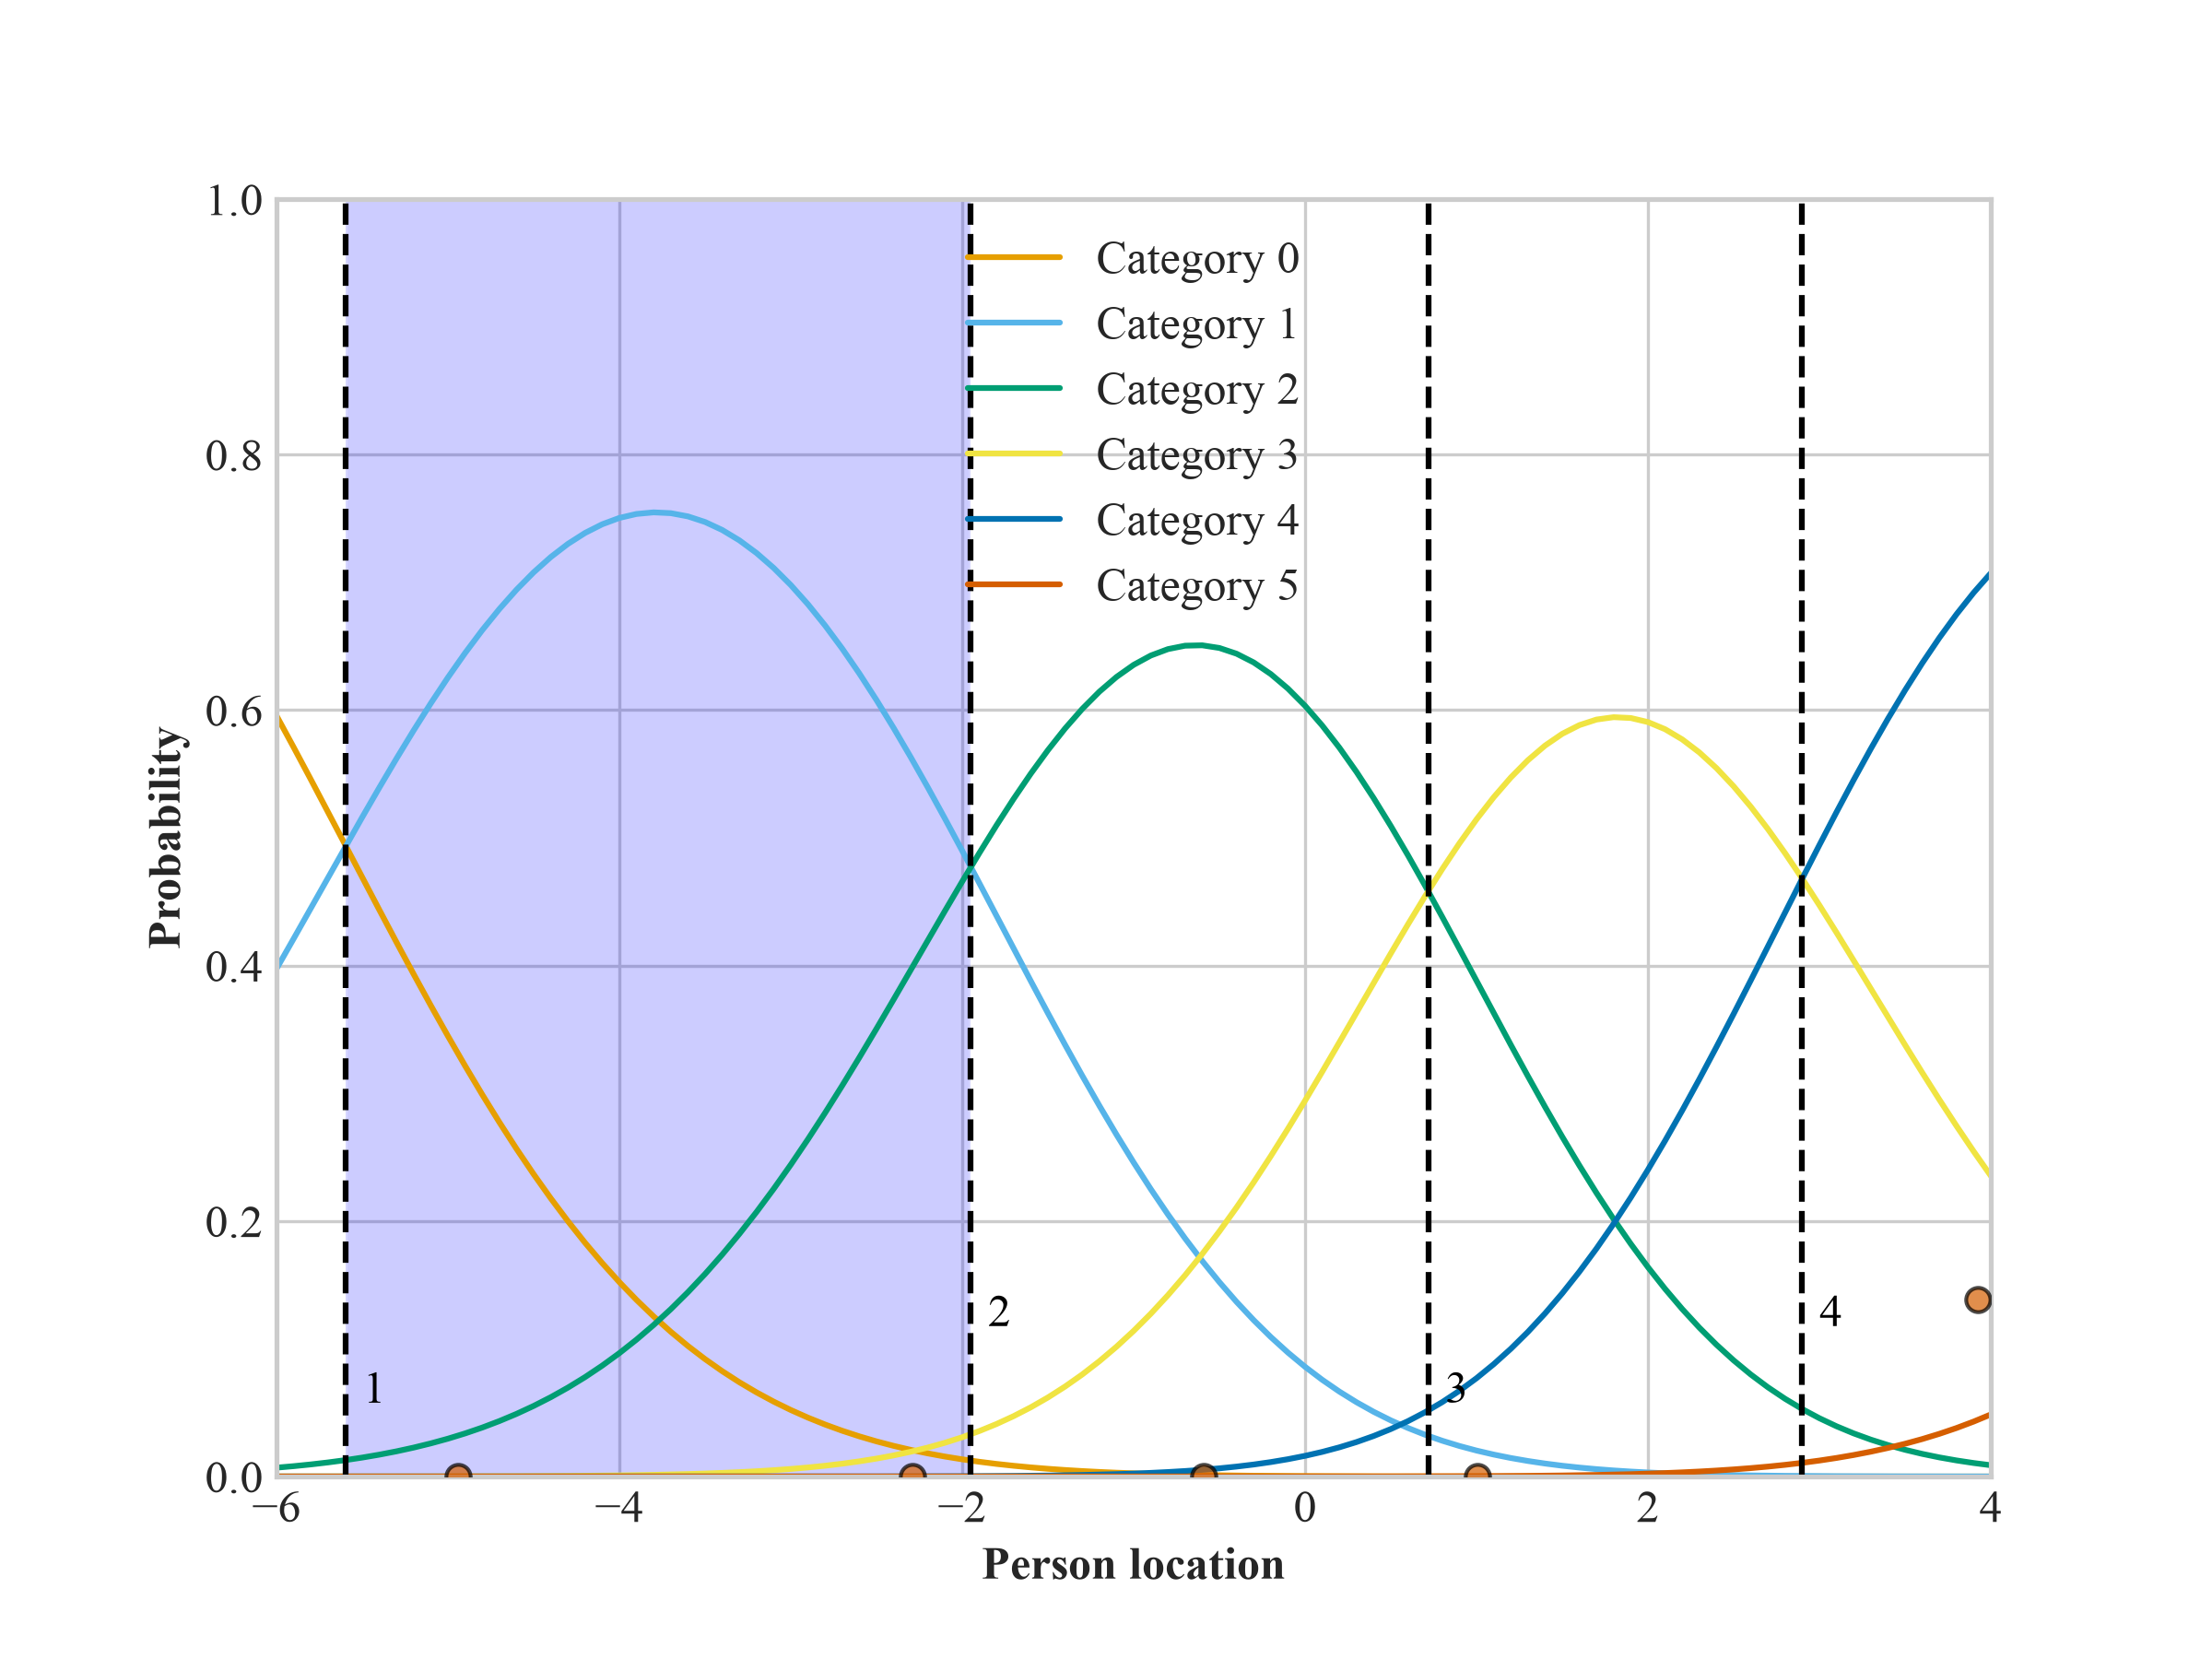 1.0
0.8
0.6
0.4
0.2
0.0
Probability
Category 0
Category 1
Category 2
Category 3
Category 4
Category 5
1
2
3
4
−6 −4 −2 0 2 4
Person location